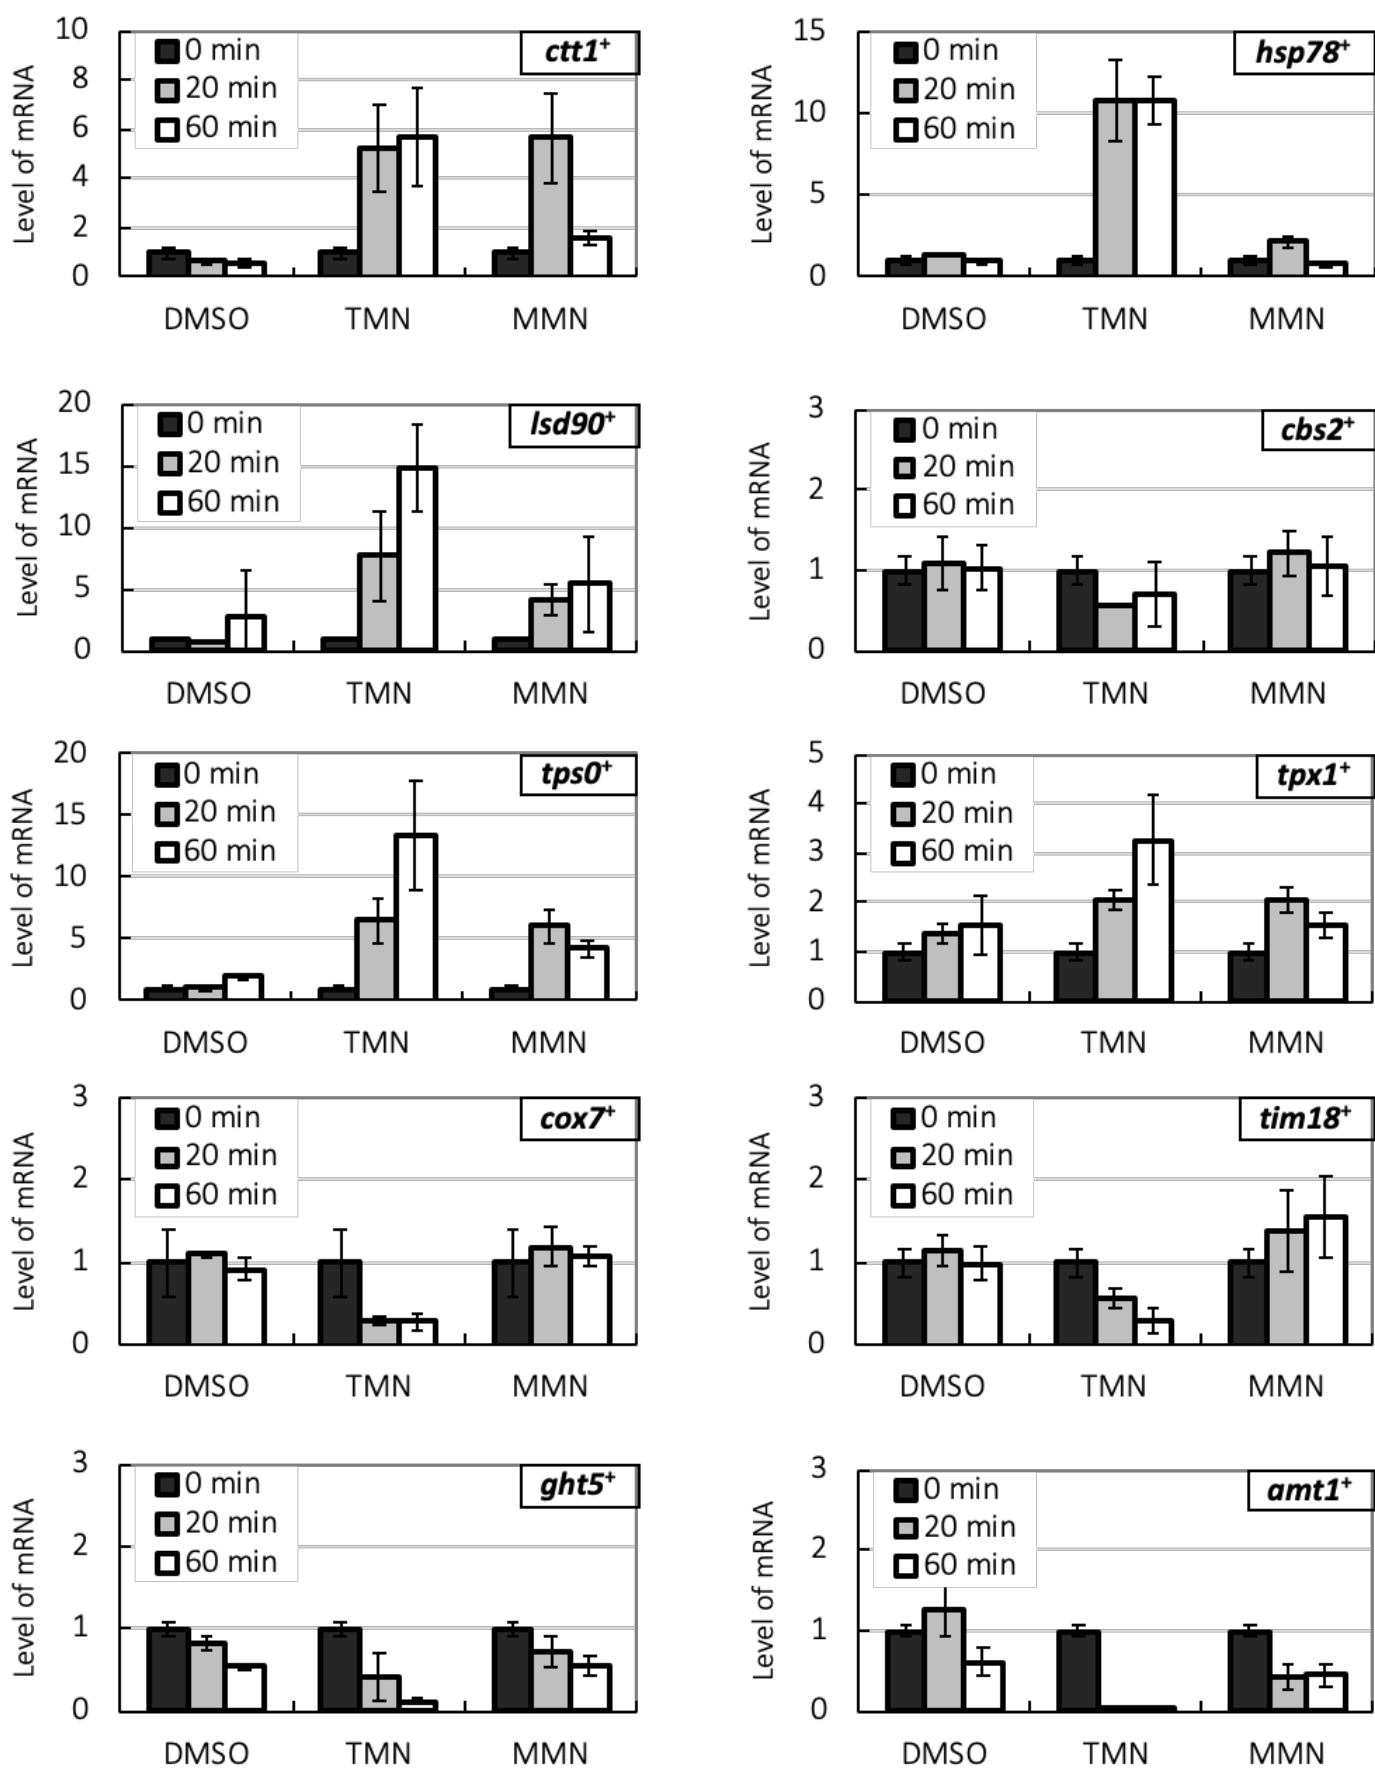 Level of mRNA
10
8
6
4
2
0
0 min
20 min
60 min
ctt1+
DMSO TMN MMN
Level of mRNA
15
10
5
0
0 min
20 min
60 min
hsp78+
DMSO TMN MMN
Level of mRNA
20
15
10
5
0
0 min
20 min
60 min
lsd90+
DMSO TMN MMN
Level of mRNA
3
2
1
0
0 min
20 min
60 min
cbs2+
DMSO TMN MMN
Level of mRNA
20
15
10
5
0
0 min
20 min
60 min
tps0+
DMSO TMN MMN
Level of mRNA
5
4
3
2
1
0
0 min
20 min
60 min
tpx1+
DMSO TMN MMN
Level of mRNA
3
2
1
0
0 min
20 min
60 min
cox7+
DMSO TMN MMN
Level of mRNA
3
2
1
0
0 min
20 min
60 min
tim18+
DMSO TMN MMN
Level of mRNA
3
2
1
0
0 min
20 min
60 min
ght5+
DMSO TMN MMN
Level of mRNA
3
2
1
0
0 min
20 min
60 min
amt1+
DMSO TMN MMN